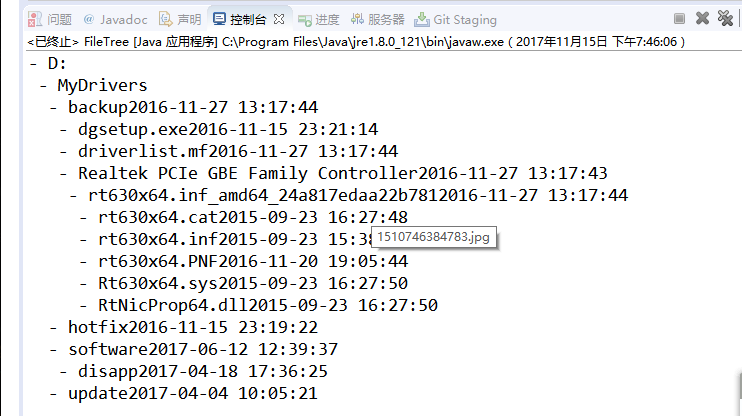 问题 @ Javadoc 声明 控制台 进度 服务器 Git Staging
<已终止> FileTree [Java 应用程序] C:\Program Files\Java\jre1.8.0_121\bin\javaw.exe ( 2017年11月15日 下午7:46:06 )
- D:
- MyDrivers
- backup2016-11-27 13:17:44
- dgsetup.exe2016-11-15 23:21:14
- driverlist.mf2016-11-27 13:17:44
- Realtek PCIe GBE Family Controller2016-11-27 13:17:43
- rt630x64.inf_amd64_24a817edaa22b7812016-11-27 13:17:44
- rt630x64.cat2015-09-23 16:27:48
- rt630x64.inf2015-09-23 15:38
1510746384783.jpg
- rt630x64.PNF2016-11-20 19:05:44
- Rt630x64.sys2015-09-23 16:27:50
- RtNicProp64.dll2015-09-23 16:27:50
- hotfix2016-11-15 23:19:22
- software2017-06-12 12:39:37
- disapp2017-04-18 17:36:25
- update2017-04-04 10:05:21